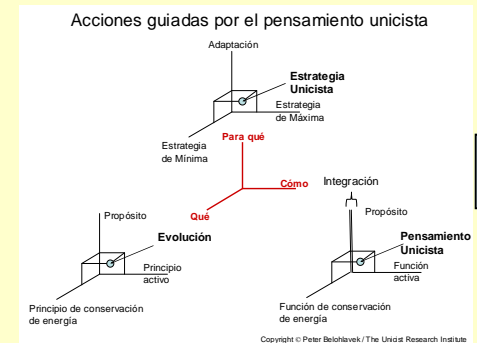 Acciones guiadas por el pensamiento unicista
Adaptación
Estrategia
Unicista
Estrategia
de Máxima
Estrategia
de Mínima
Para qué
Cómo
Qué
Integración
Propósito
Pensamiento
Unicista
Función
activa
Función de conservación
de energía
Propósito
Evolución
Principio
activo
Principio de conservación
de energía
Copyright © Peter Belohlavek / The Unicist Research Institute